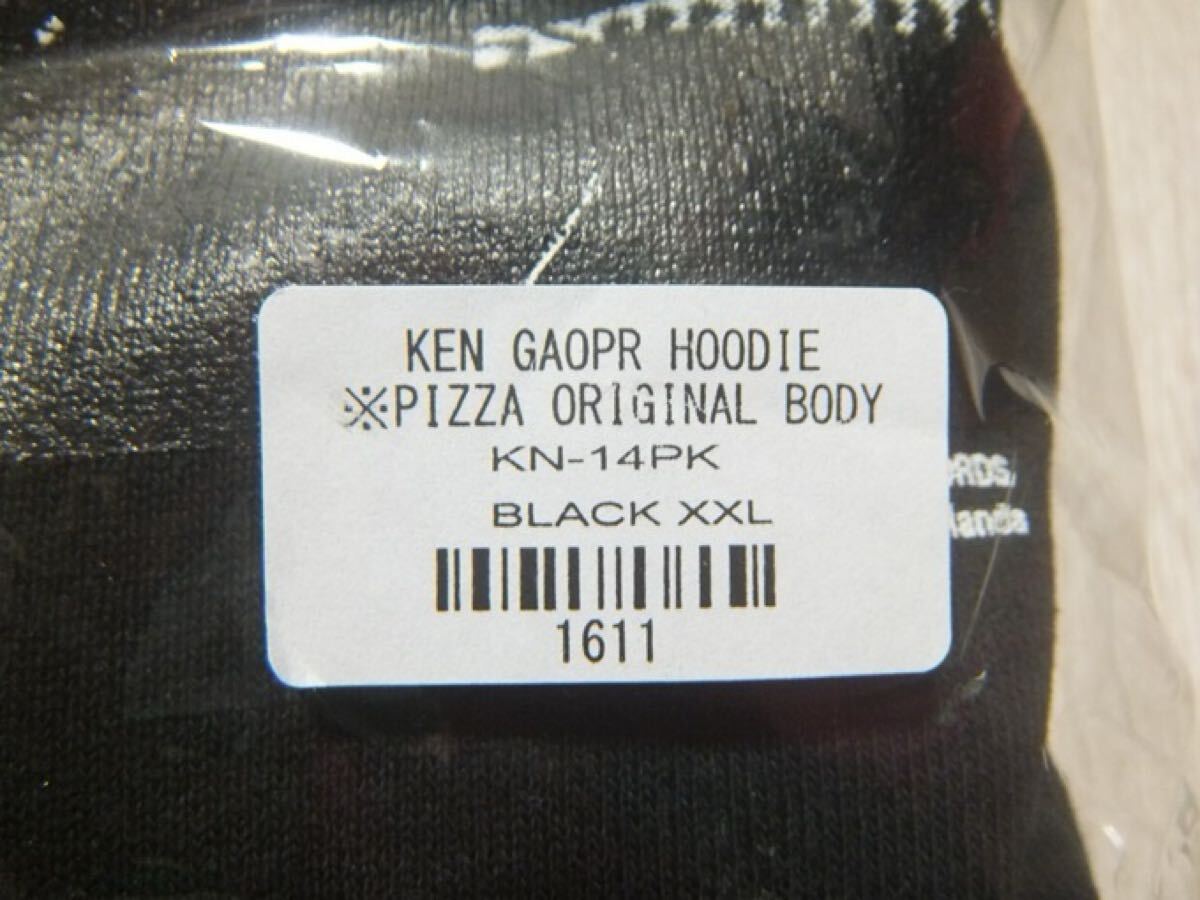 KEN GAOPR HOODIE
※PIZZA ORIGINAL BODY
KN-14PK
BLACK XXL
1611